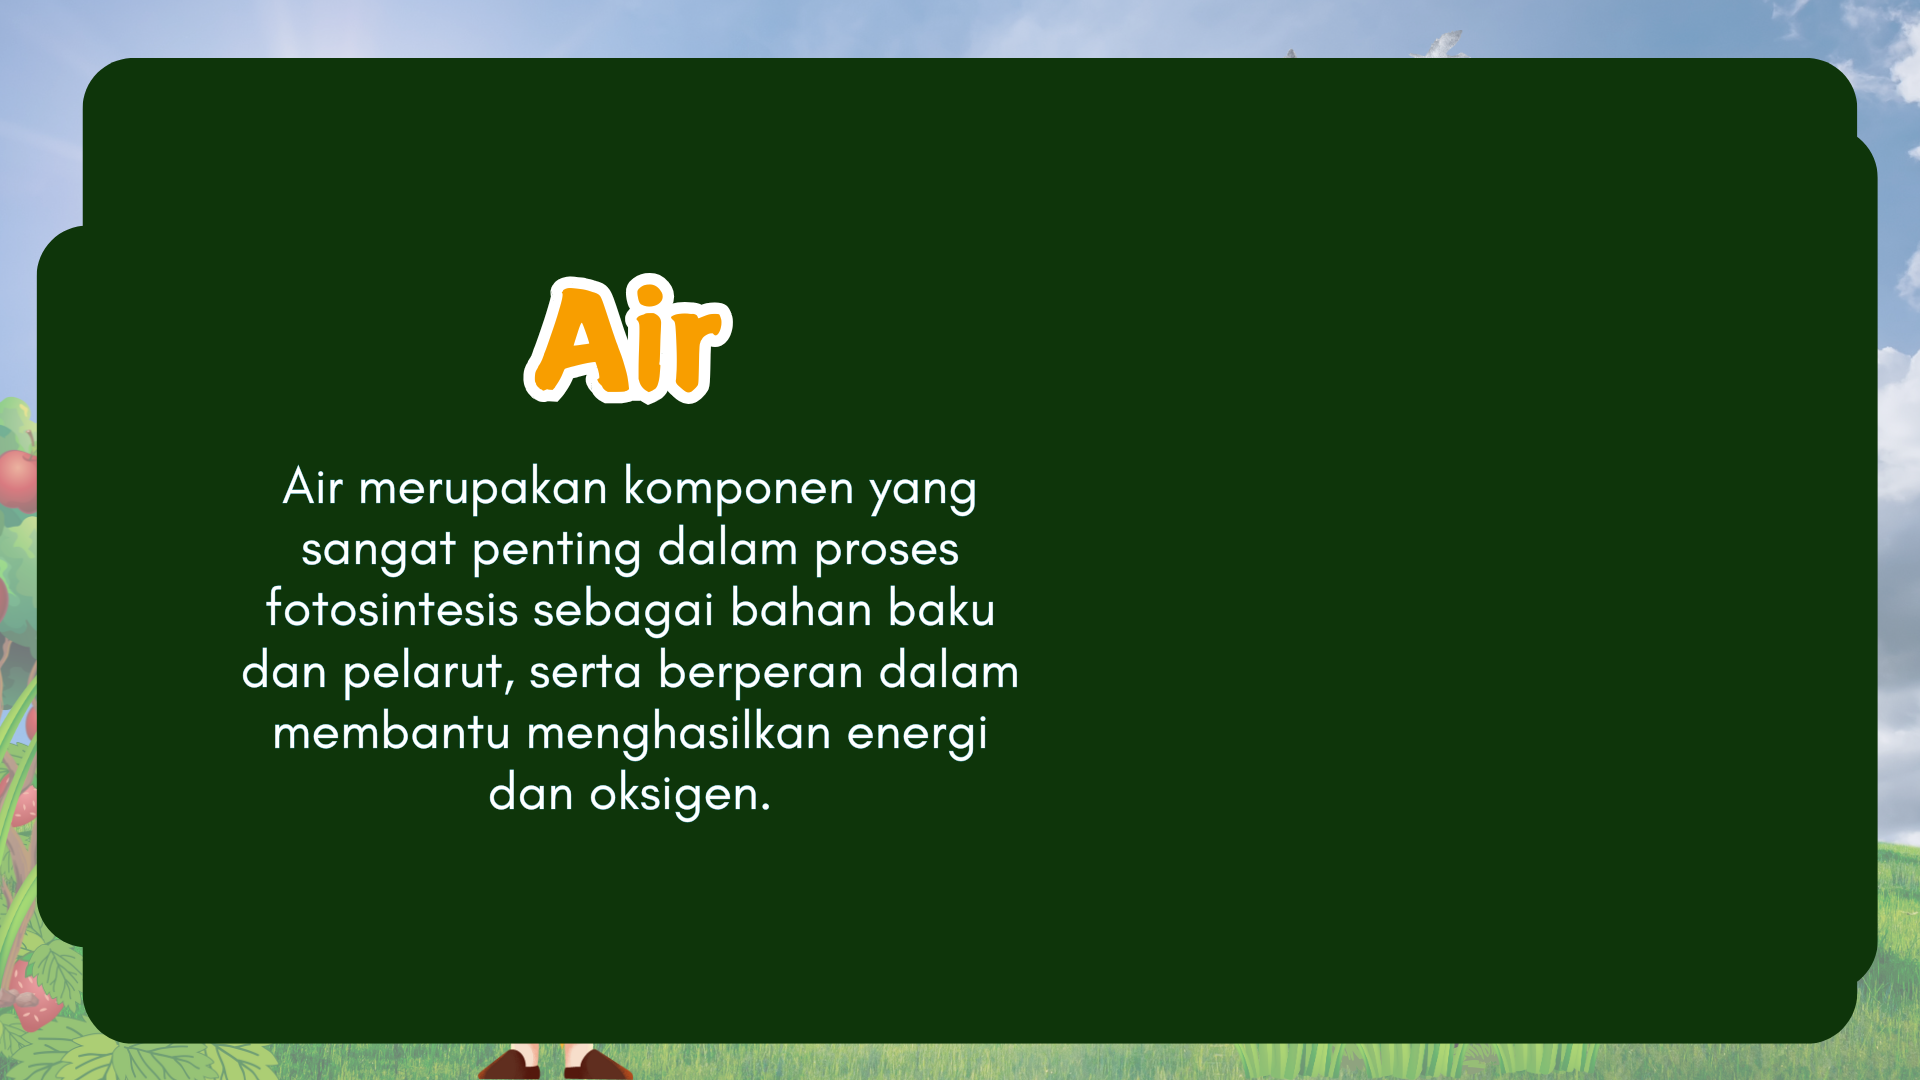 Air
Air merupakan komponen yang
sangat penting dalam proses
fotosintesis sebagai bahan baku
dan pelarut, serta berperan dalam
membantu menghasilkan energi
dan oksigen.